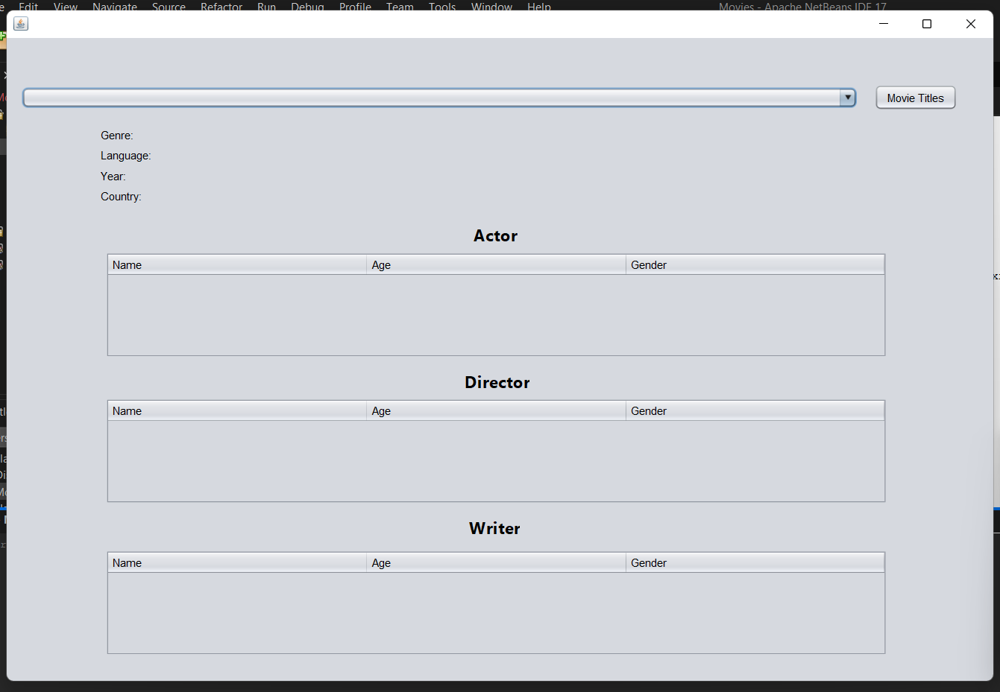 Edit View Navigate Source Refactor Run Debug Profile Team Tools Window Help Movies - Apache NetBeans IDE 17
Movie Titles
Genre:
Language:
Year:
Country:
Actor
Name Age Gender
Director
Name Age Gender
Writer
Name Age Gender